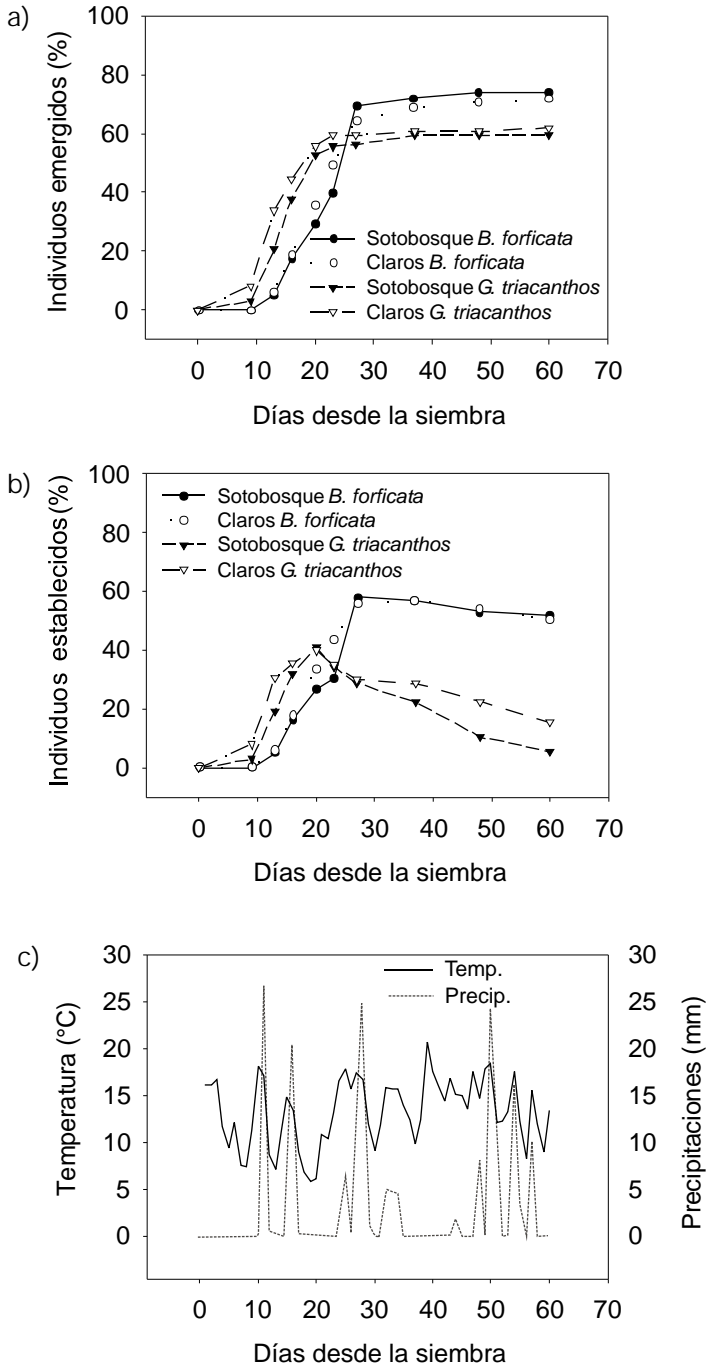 a)
Individuos emergidos (%)
100
80
60
40
20
0
Sotobosque B. forficata
Claros B. forficata
Sotobosque G. triacanthos
Claros G. triacanthos
0 10 20 30 40 50 60 70
Días desde la siembra
b)
Individuos establecidos (%)
100
80
60
40
20
0
Sotobosque B. forficata
Claros B. forficata
Sotobosque G. triacanthos
Claros G. triacanthos
0 10 20 30 40 50 60 70
Días desde la siembra
c)
Temperatura (°C)
30
25
20
15
10
5
0
Temp.
Precip.
30
25
20
15
10
5
0
Precipitaciones (mm)
0 10 20 30 40 50 60 70
Días desde la siembra